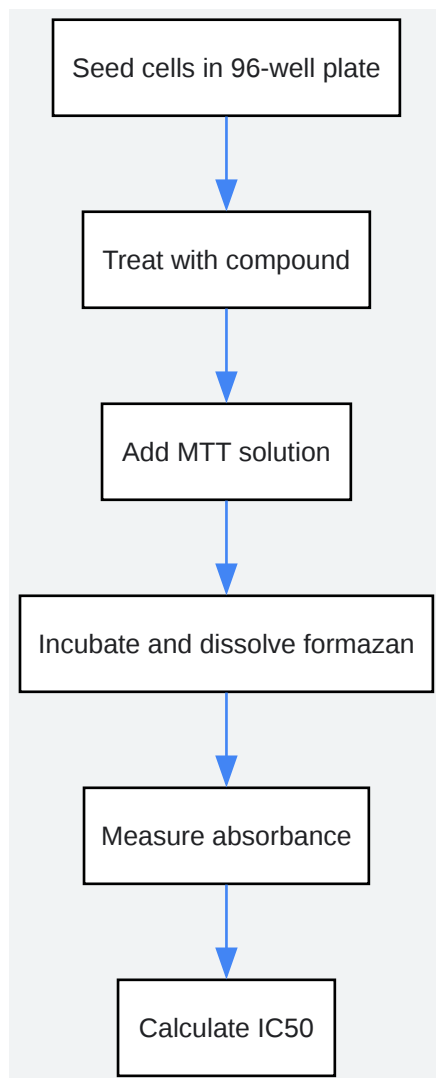 Seed cells in 96-well plate
Treat with compound
Add MTT solution
Incubate and dissolve formazan
Measure absorbance
Calculate IC50